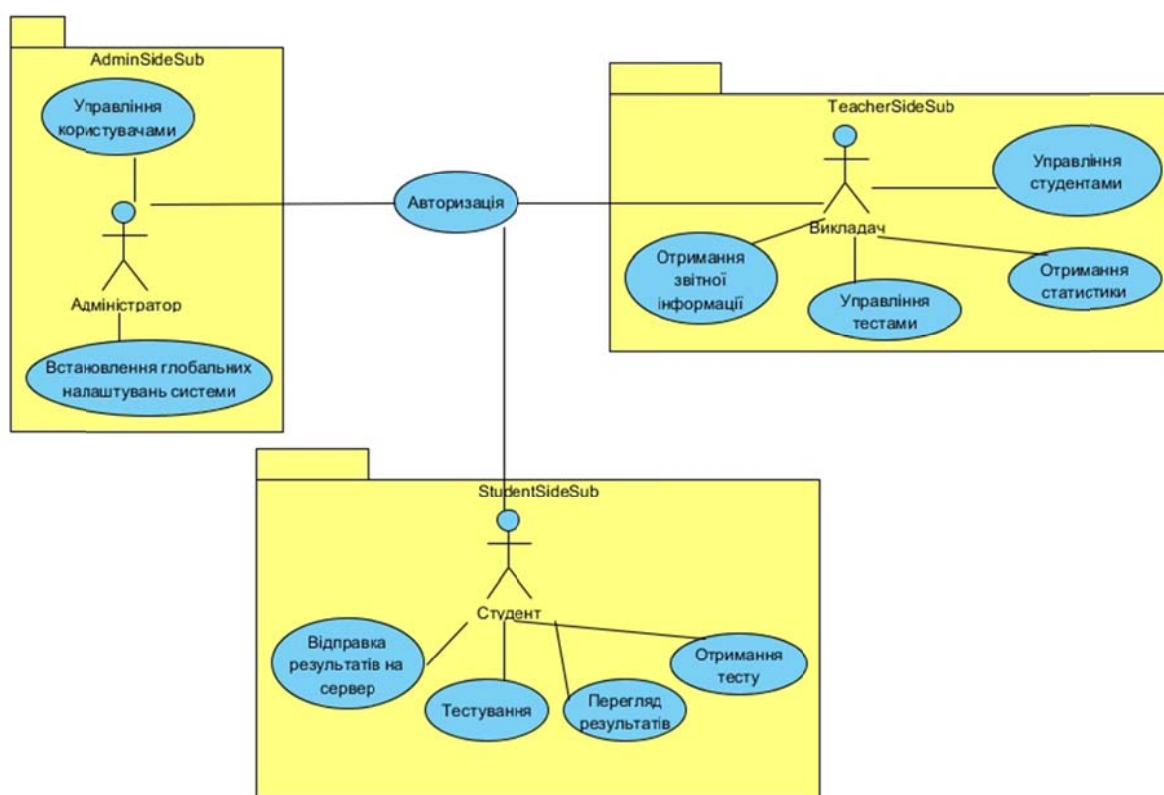 AdminSideSub
Управління
користувачами
Адміністратор
Встановлення глобальних
налаштувань системи
Авторизація
TeacherSideSub
Управління
студентами
Викладач
Отримання
звітної
інформації
Управління
тестами
Отримання
статистики
StudentSideSub
Студент
Відправка
результатів на
сервер
Тестування
Перегляд
результатів
Отримання
тесту